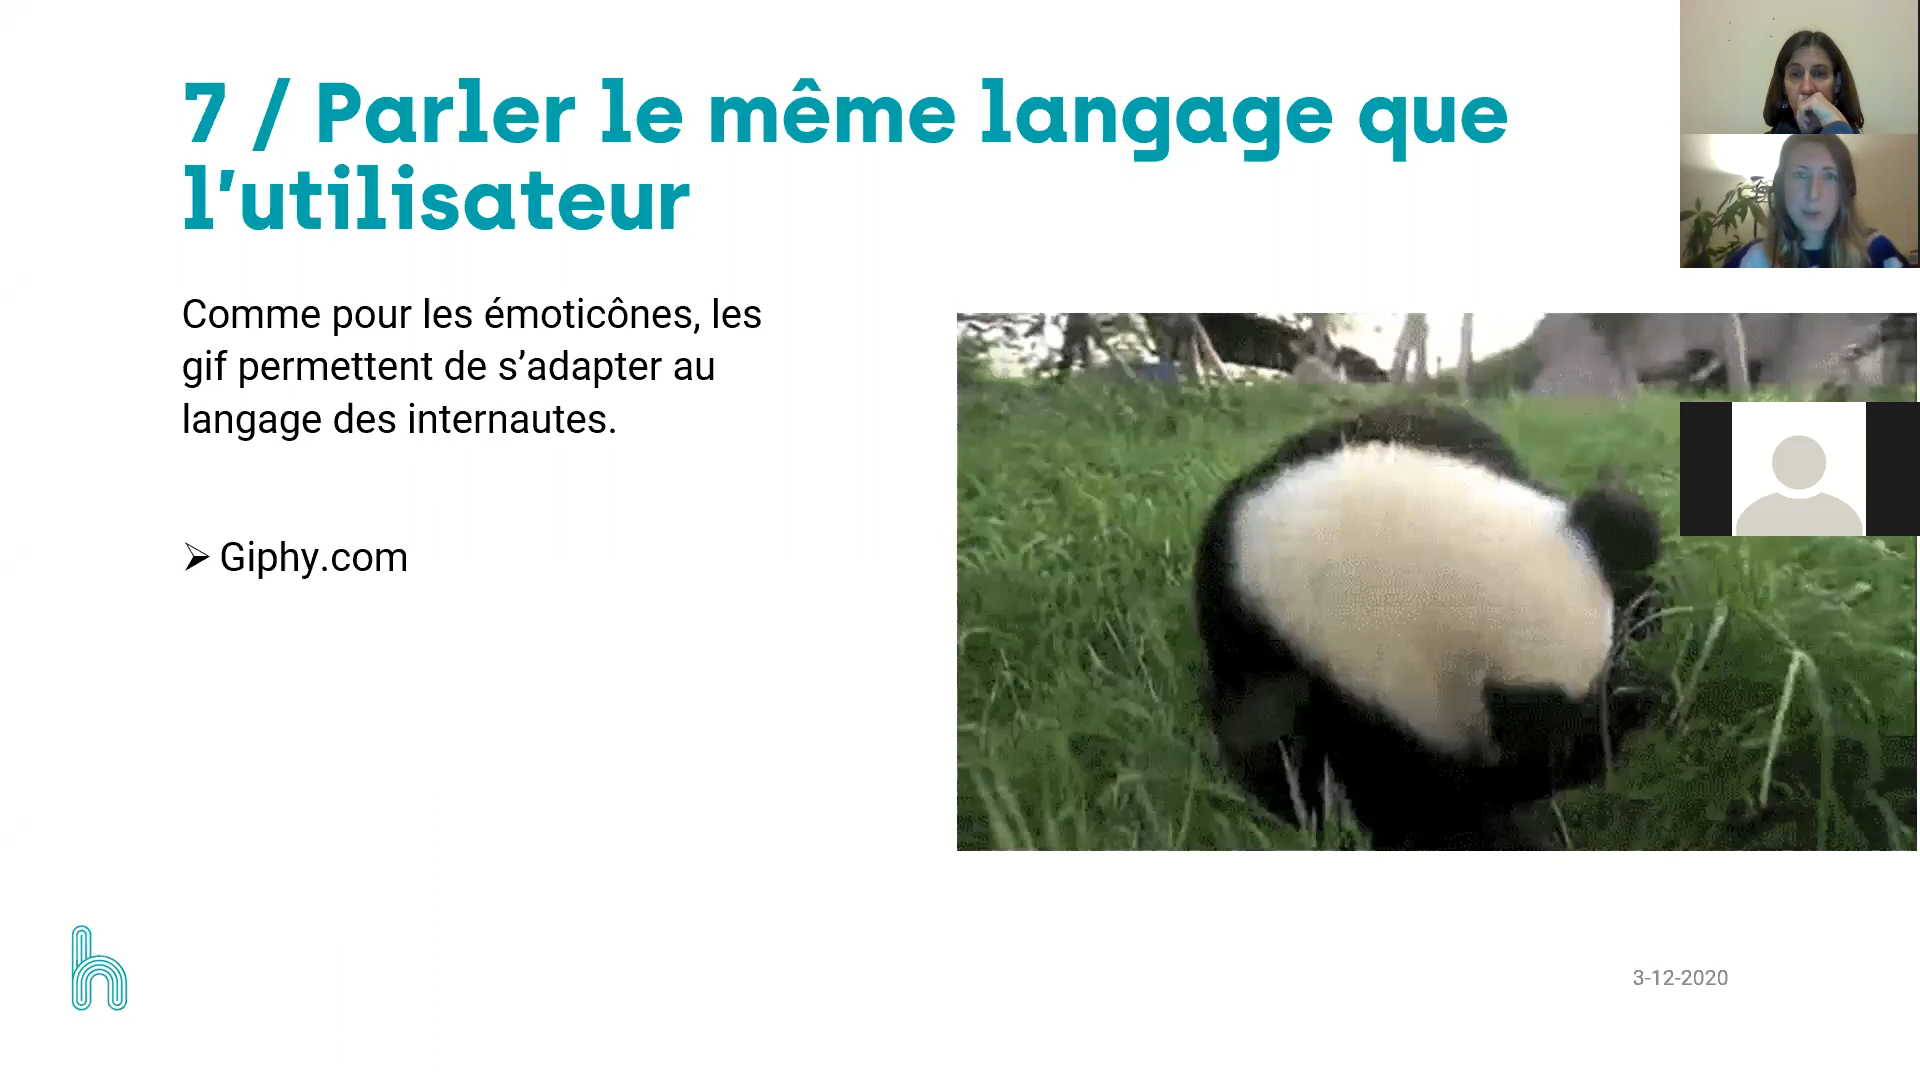 7 / Parler le même langage que
l’utilisateur
Comme pour les émoticônes, les
gif permettent de s’adapter au
langage des internautes.
➢ Giphy.com
h
3-12-2020